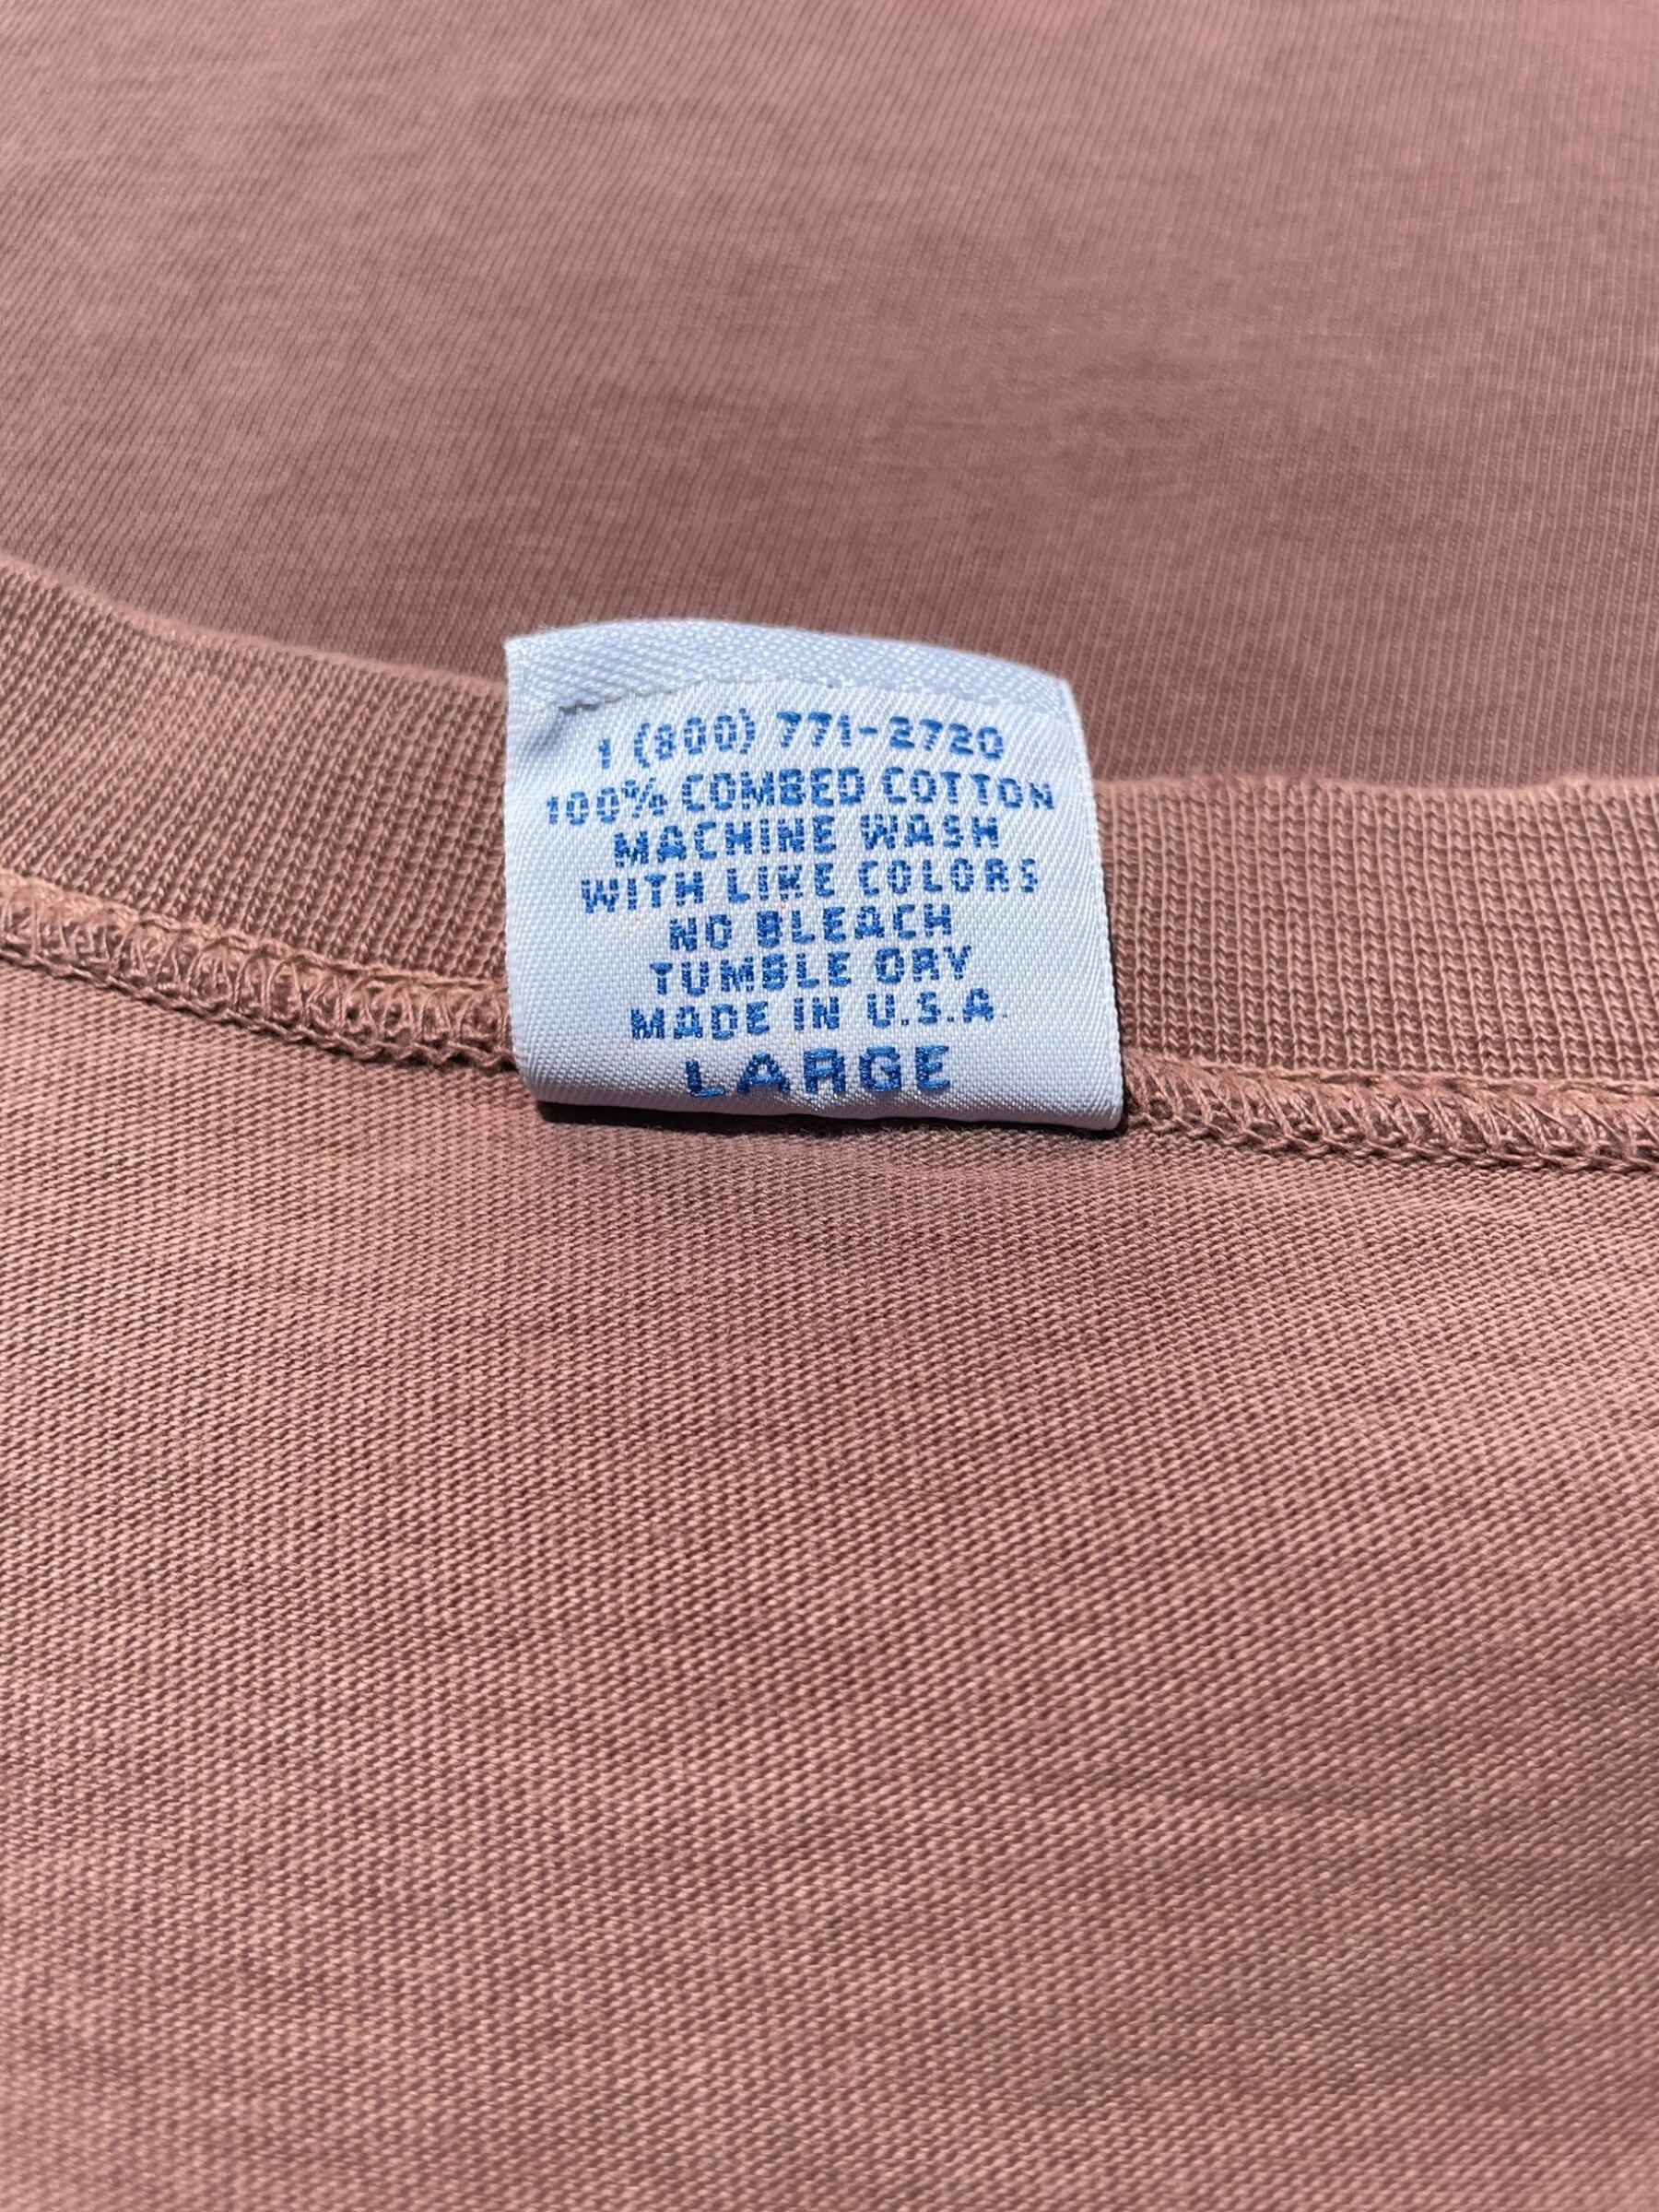 1 (800) 771-2720
100% COMBED COTTON
MACHINE WASH
WITH LIKE COLORS
NO BLEACH
TUMBLE DRY
MADE IN U.S.A.
LARGE